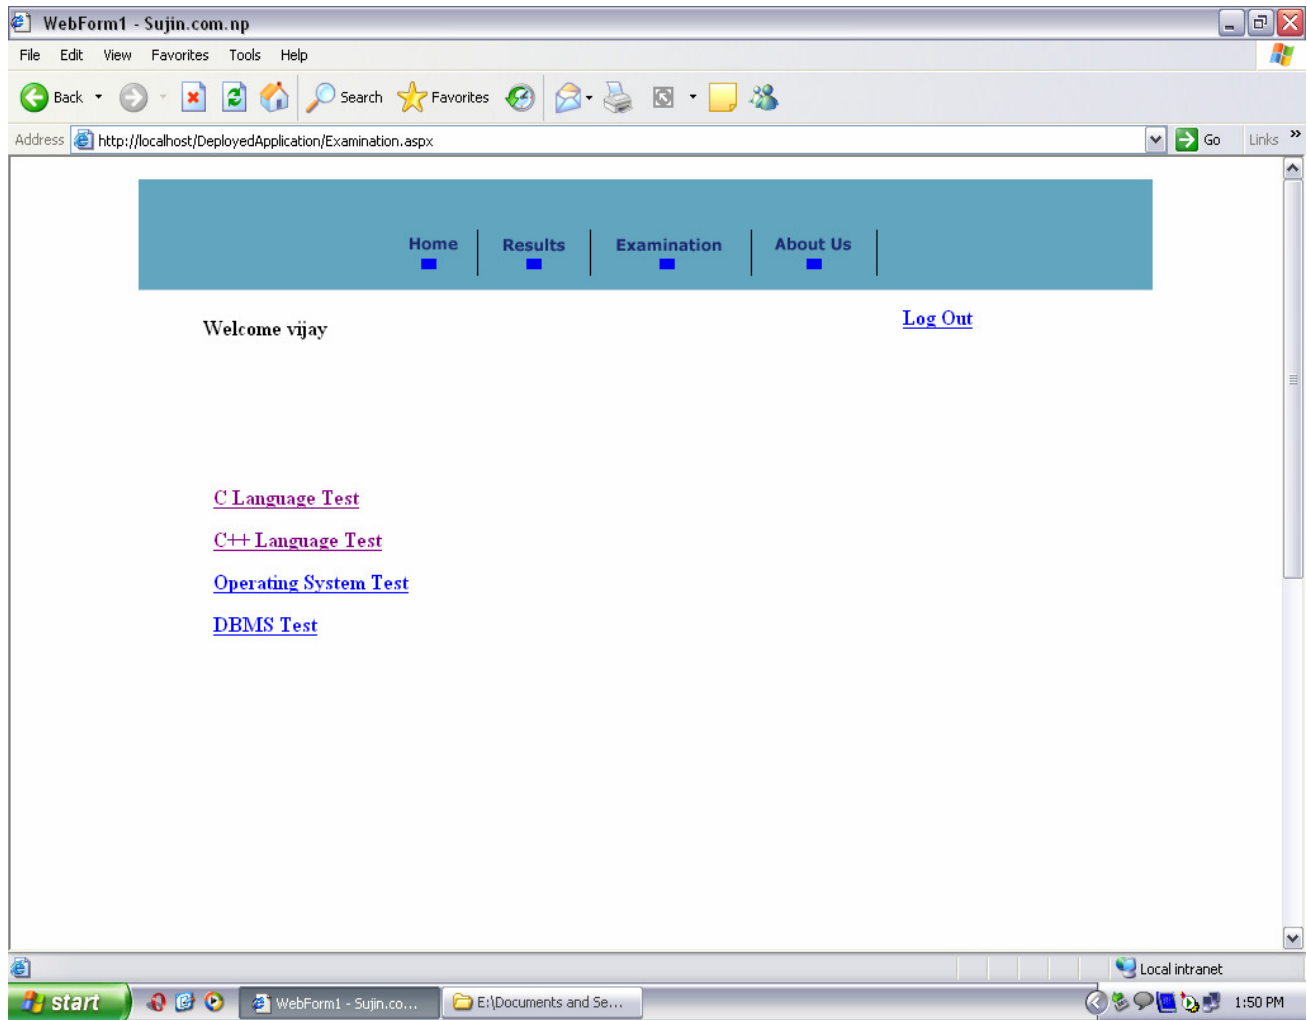 WebForm1 - Sujin.com.np
File Edit View Favorites Tools Help
Back Search Favorites
Address http://localhost/DeployedApplication/Examination.aspx Go Links »
Home Results Examination About Us
Welcome vijay Log Out
C Language Test
C++ Language Test
Operating System Test
DBMS Test
Local intranet
start WebForm1 - Sujin.co... E:\Documents and Se... 1:50 PM